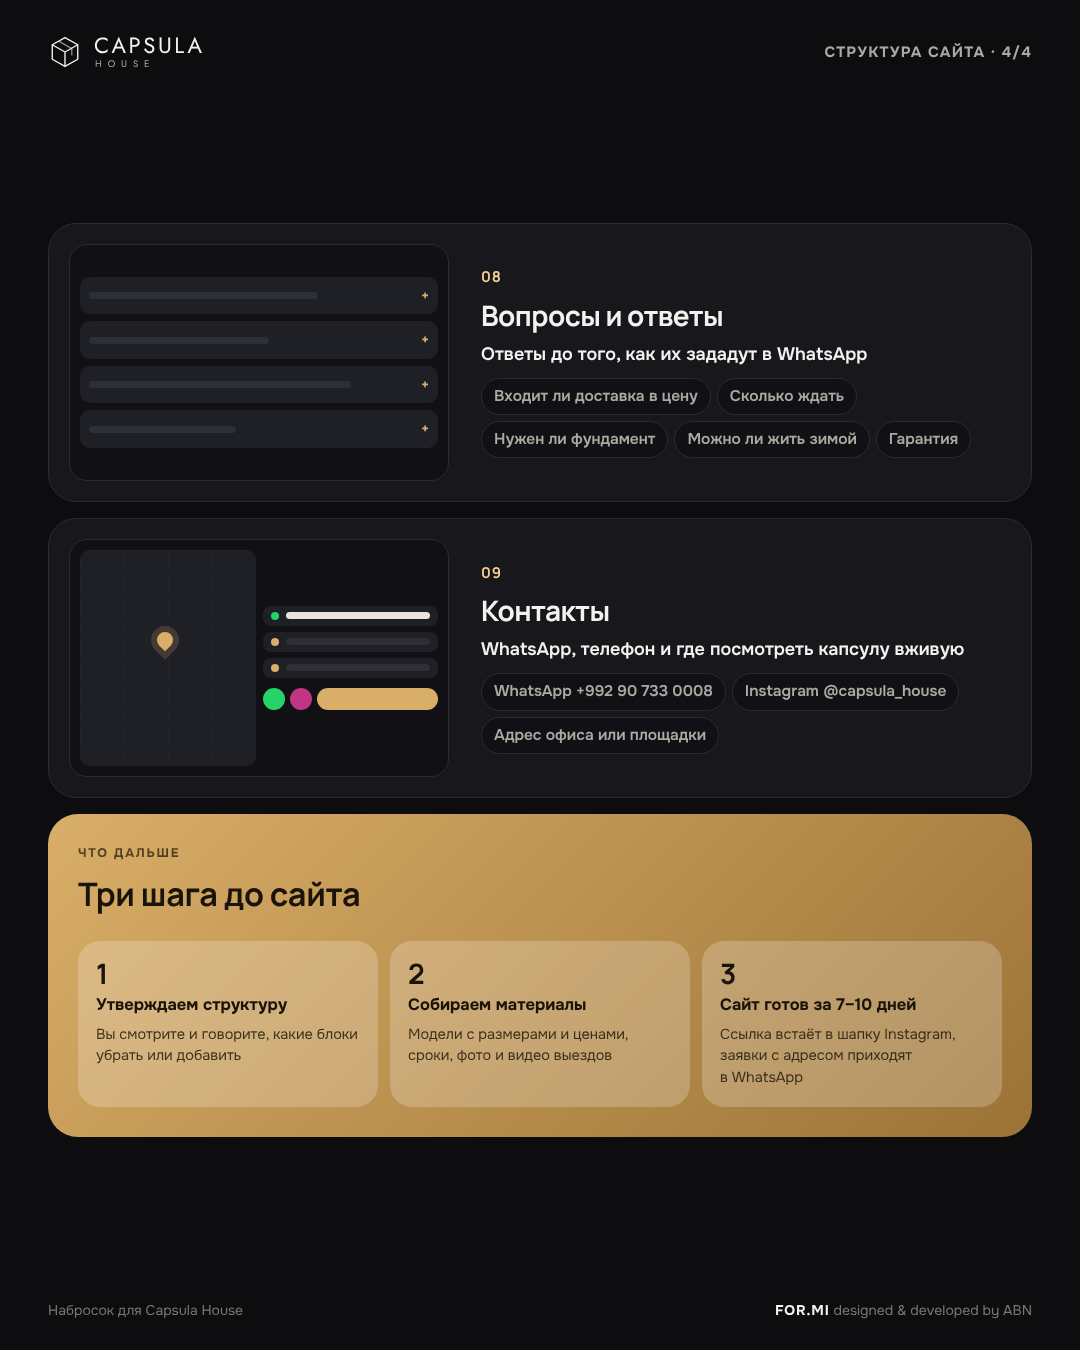 CAPSULA
HOUSE
СТРУКТУРА САЙТА · 4/4
08
Вопросы и ответы
Ответы до того, как их зададут в WhatsApp
Входит ли доставка в цену
Сколько ждать
Нужен ли фундамент
Можно ли жить зимой
Гарантия
09
Контакты
WhatsApp, телефон и где посмотреть капсулу вживую
WhatsApp +992 90 733 0008
Instagram @capsula_house
Адрес офиса или площадки
ЧТО ДАЛЬШЕ
Три шага до сайта
1
Утверждаем структуру
Вы смотрите и говорите, какие блоки
убрать или добавить
2
Собираем материалы
Модели с размерами и ценами,
сроки, фото и видео выездов
3
Сайт готов за 7–10 дней
Ссылка встаёт в шапку Instagram,
заявки с адресом приходят
в WhatsApp
Набросок для Capsula House
FOR.MI designed & developed by ABN